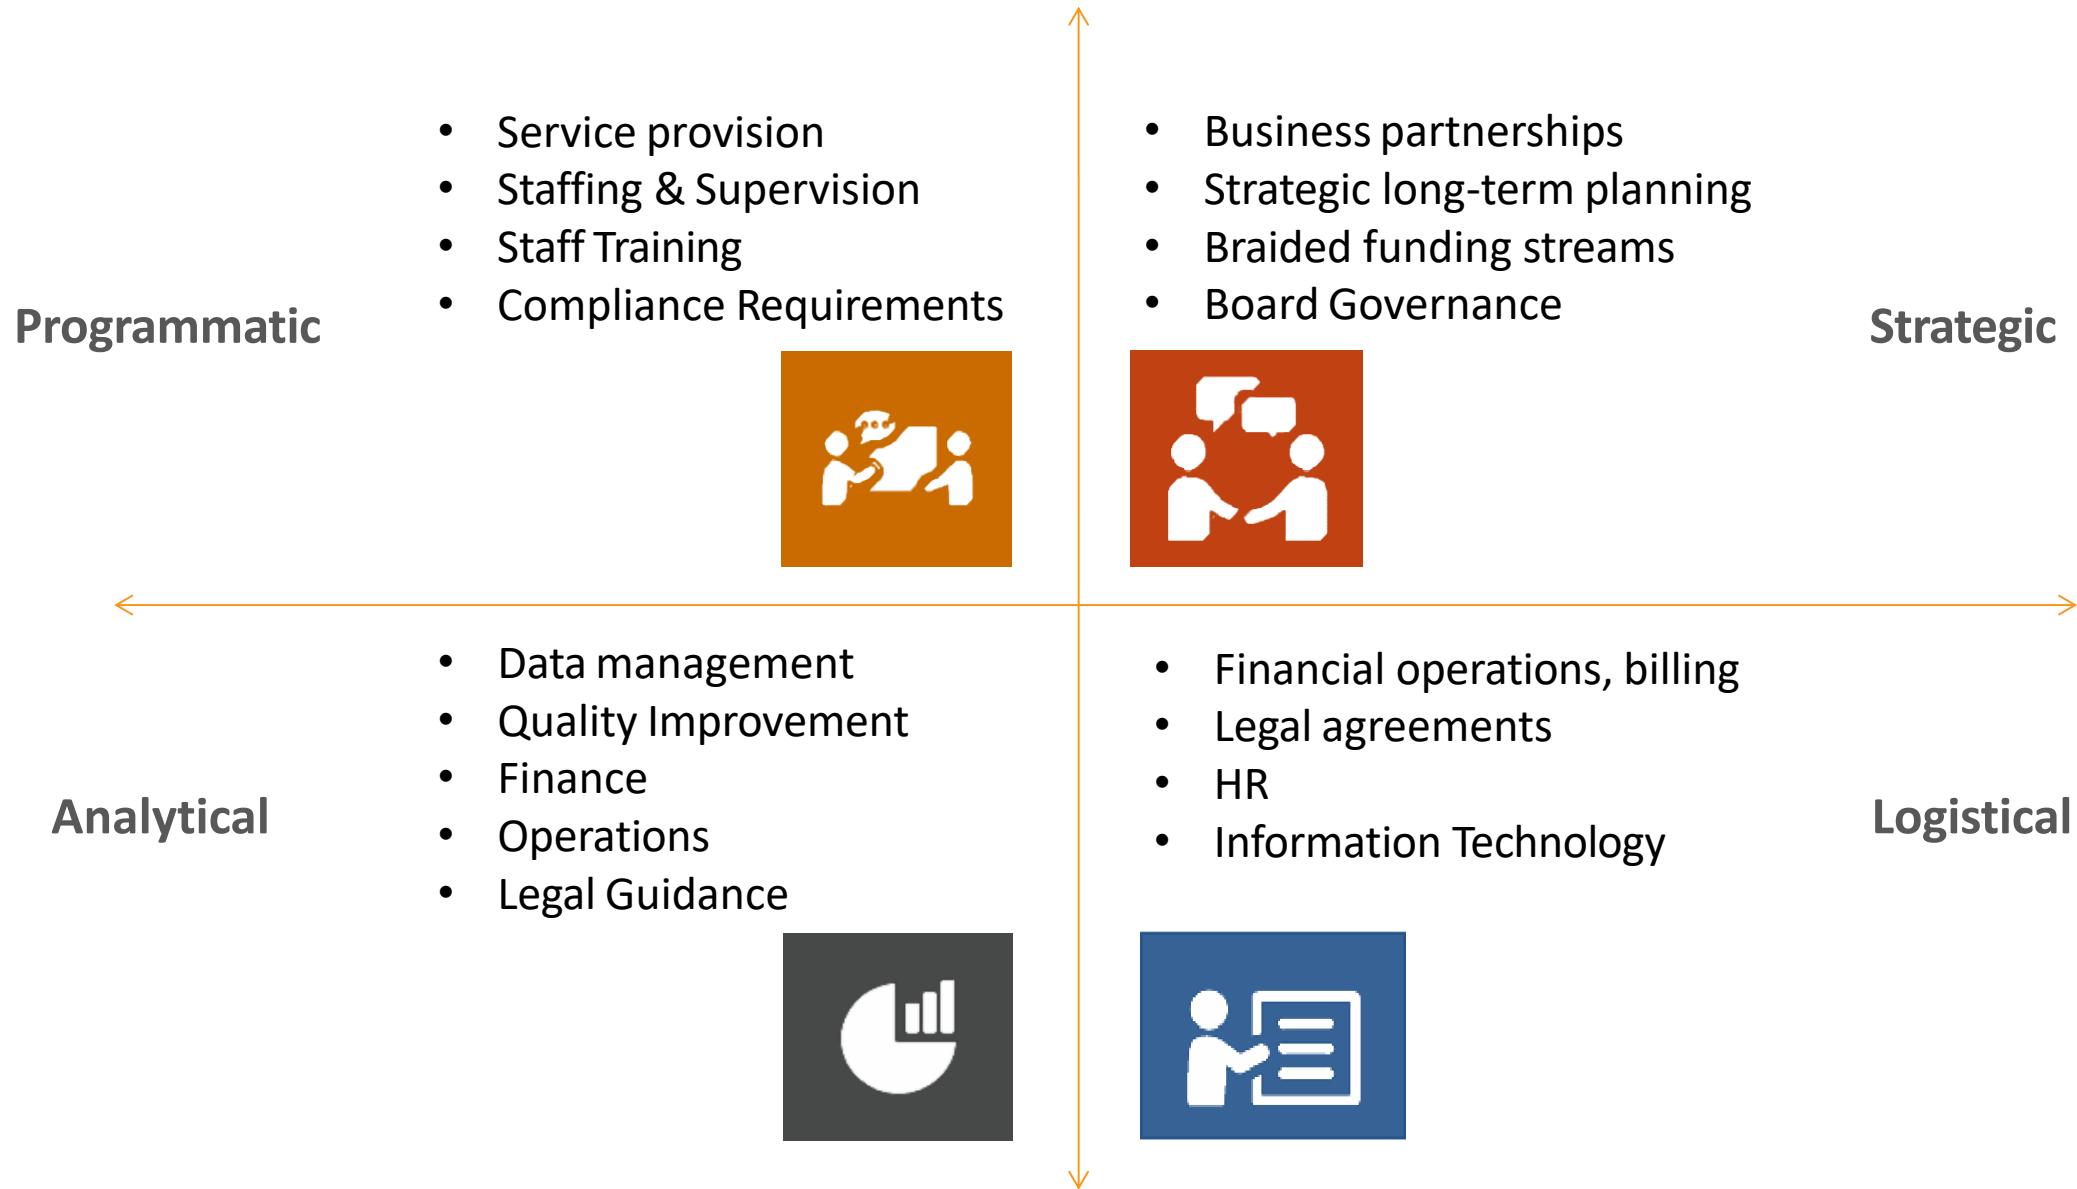 Programmatic
• Service provision
• Staffing & Supervision
• Staff Training
• Compliance Requirements
• Business partnerships
• Strategic long-term planning
• Braided funding streams
• Board Governance
Strategic
Analytical
• Data management
• Quality Improvement
• Finance
• Operations
• Legal Guidance
• Financial operations, billing
• Legal agreements
• HR
• Information Technology
Logistical